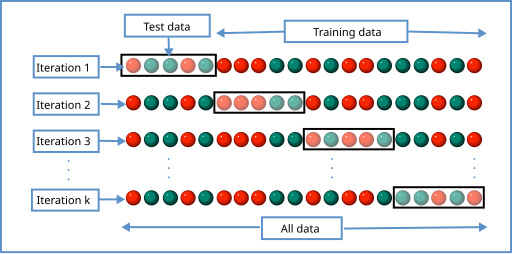 Test data
Training data
Iteration 1
Iteration 2
Iteration 3
Iteration k
All data